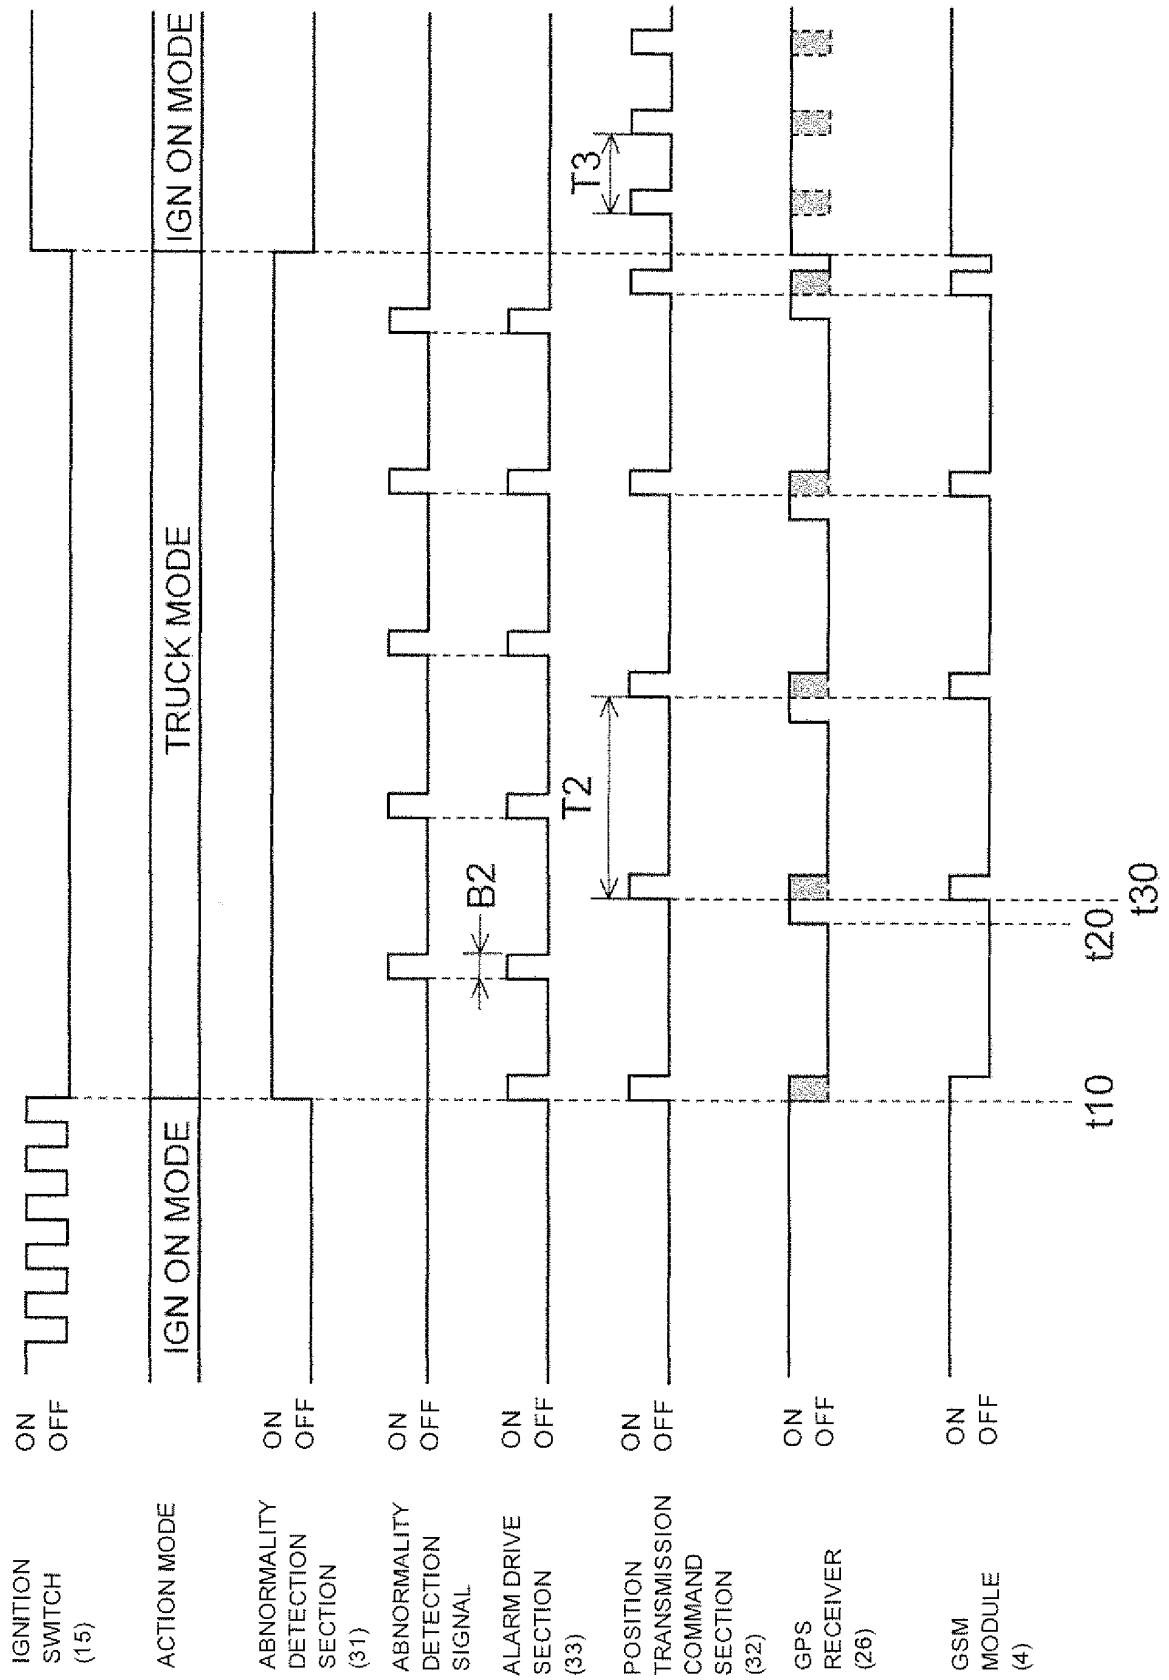 IGNITION
SWITCH
(15)
ON
OFF
ACTION MODE
IGN ON MODE
TRUCK MODE
IGN ON MODE
ABNORMALITY
DETECTION
SECTION
(31)
ON
OFF
ABNORMALITY
DETECTION
SIGNAL
ON
OFF
B2
ALARM DRIVE
SECTION
(33)
ON
OFF
POSITION
TRANSMISSION
COMMAND
SECTION
(32)
ON
OFF
T2
T3
GPS
RECEIVER
(26)
ON
OFF
GSM
MODULE
(4)
ON
OFF
t10
t20
t30